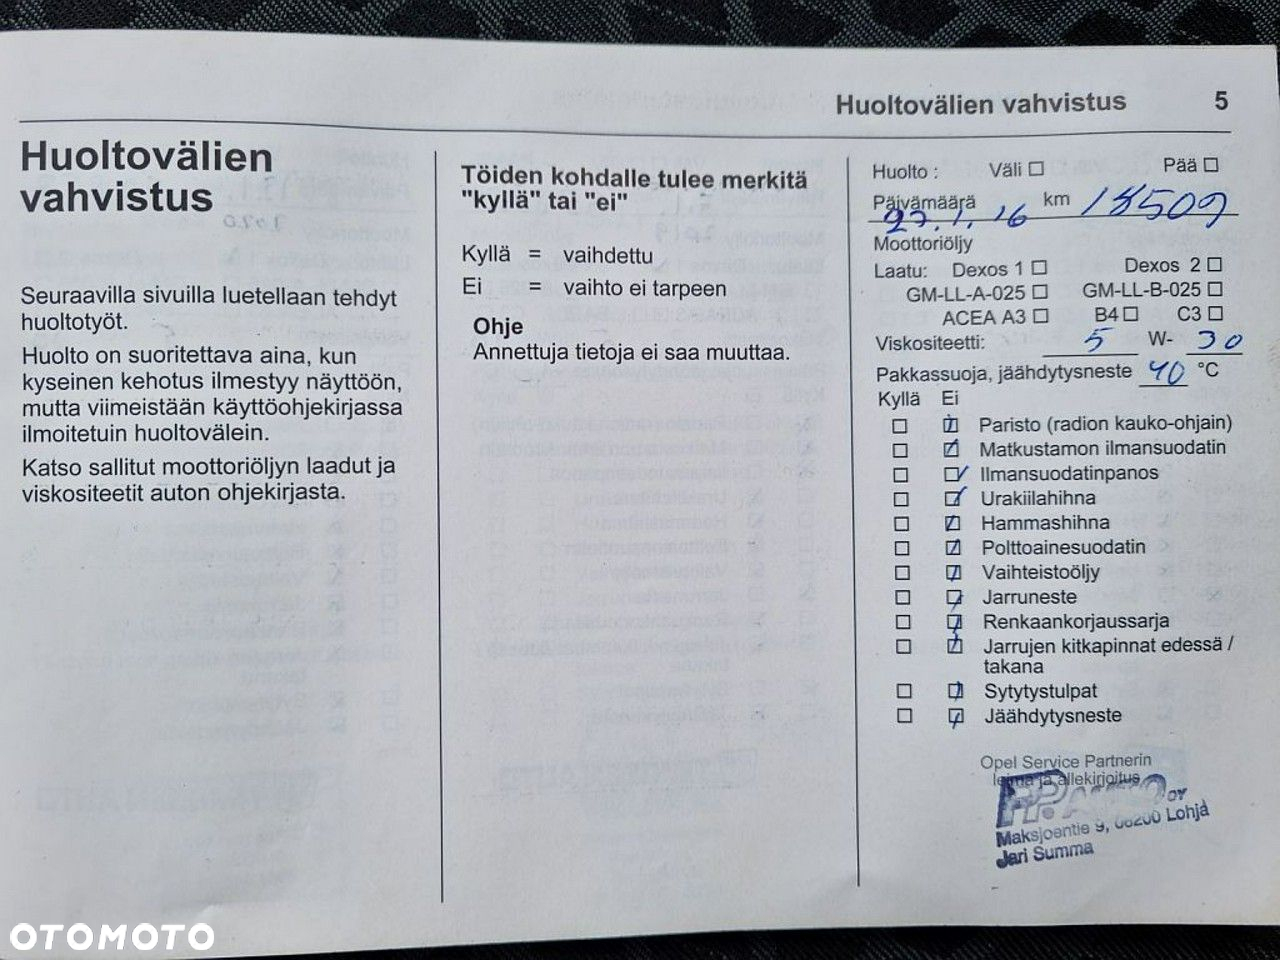 Huoltovälien vahvistus 5
Huoltovälien
vahvistus
Seuraavilla sivuilla luetellaan tehdyt
huoltotyöt.
Huolto on suoritettava aina, kun
kyseinen kehotus ilmestyy näyttöön,
mutta viimeistään käyttöohjekirjassa
ilmoitetuin huoltovälein.
Katso sallitut moottoriöljyn laadut ja
viskositeetit auton ohjekirjasta.
Töiden kohdalle tulee merkitä
"kyllä" tai "ei"
Kyllä = vaihdettu
Ei = vaihto ei tarpeen
Ohje
Annettuja tietoja ei saa muuttaa.
Huolto : Väli ☐ Pää ☐
Päivämäärä 27.1.16 km 18509
Moottoriöljy
Laatu: Dexos 1 ☐ Dexos 2 ☐
GM-LL-A-025 ☐ GM-LL-B-025 ☐
ACEA A3 ☐ B4 ☐ C3 ☐
Viskositeetti: 5 W- 30
Pakkassuoja, jäähdytysneste 40 °C
Kyllä Ei
Paristo (radion kauko-ohjain)
Matkustamon ilmansuodatin
Ilmansuodatinpanos
Urakiilahihna
Hammashihna
Polttoainesuodatin
Vaihteistoöljy
Jarruneste
Renkaankorjaussarja
Jarrujen kitkapinnat edessä /
takana
Sytytystulpat
Jäähdytysneste
Opel Service Partnerin
leima ja allekirjoitus
OY
Maksjoentie 9, 08200 Lohja
Jari Summa
OTOMOTO